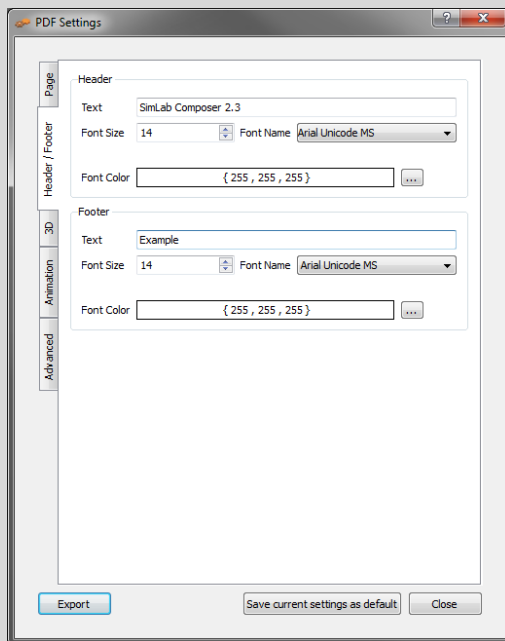 PDF Settings
?
X
Page
Header / Footer
3D
Animation
Advanced
Header
Text SimLab Composer 2.3
Font Size 14 Font Name Arial Unicode MS
Font Color { 255 , 255 , 255 } ...
Footer
Text Example
Font Size 14 Font Name Arial Unicode MS
Font Color { 255 , 255 , 255 } ...
Export Save current settings as default Close